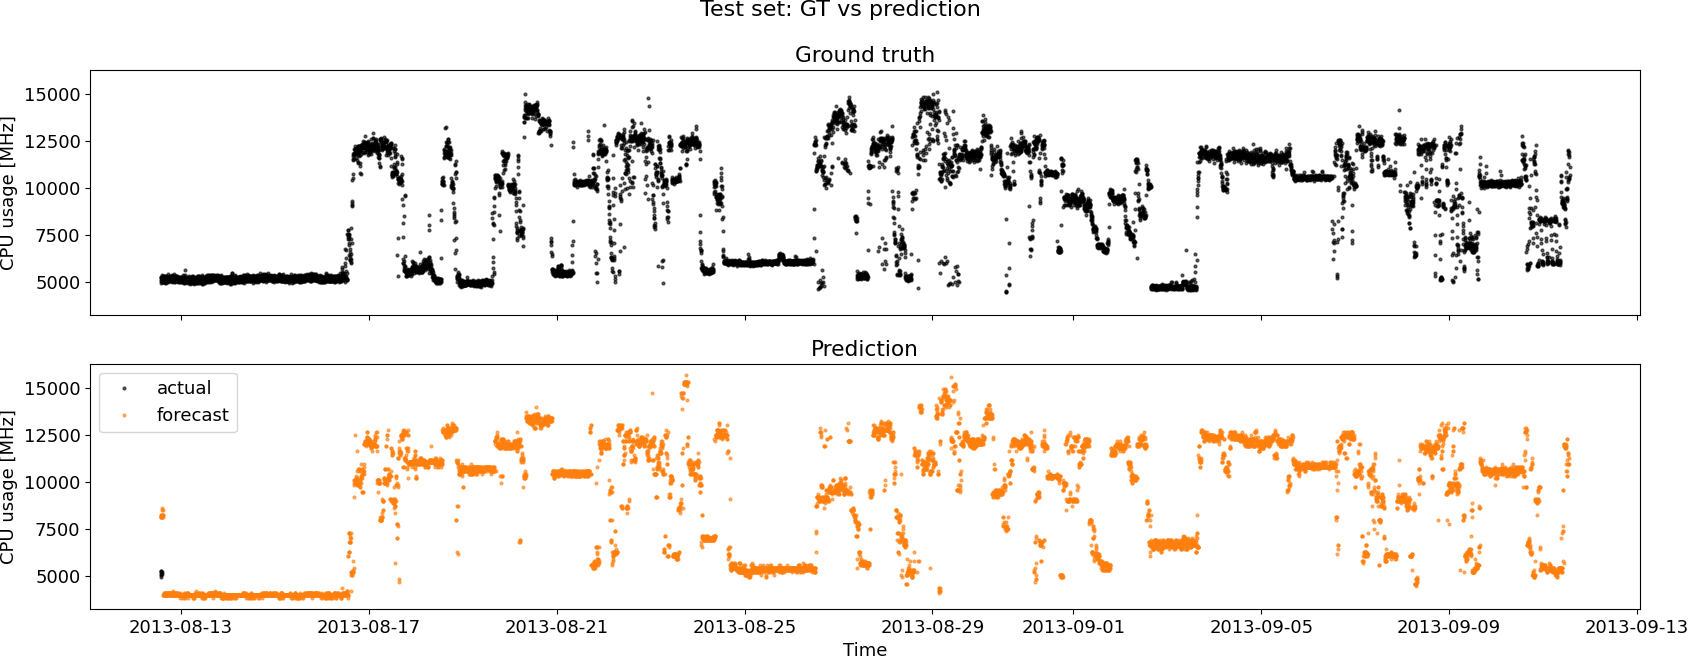 Test set: GT vs prediction
Ground truth
CPU usage [MHz]
15000
12500
10000
7500
5000
Prediction
CPU usage [MHz]
15000
12500
10000
7500
5000
actual
forecast
2013-08-13 2013-08-17 2013-08-21 2013-08-25 2013-08-29 2013-09-01 2013-09-05 2013-09-09 2013-09-13
Time